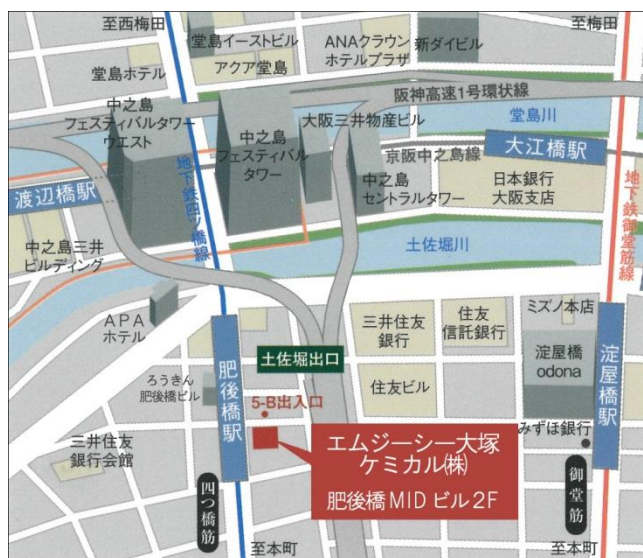 至西梅田
堂島イーストビル
ANAクラウン
ホテルプラザ
新ダイビル
至梅田
堂島ホテル
アクア堂島
阪神高速1号環状線
中之島
フェスティバルタワー
ウエスト
中之島
フェスティバル
タワー
大阪三井物産ビル
堂島川
京阪中之島線
大江橋駅
渡辺橋駅
地下鉄四ツ橋線
中之島
セントラルタワー
日本銀行
大阪支店
地下鉄御堂筋線
中之島三井
ビルディング
土佐堀川
APA
ホテル
三井住友
銀行
住友
信託銀行
ミズノ本店
土佐堀出口
肥後橋駅
淀屋橋
odona
淀屋橋駅
ろうきん
肥後橋ビル
住友ビル
5-B出入口
みずほ銀行
三井住友
銀行会館
エムジーシー大塚
ケミカル㈱
肥後橋MIDビル2F
四つ橋筋
御堂筋
至本町
至本町